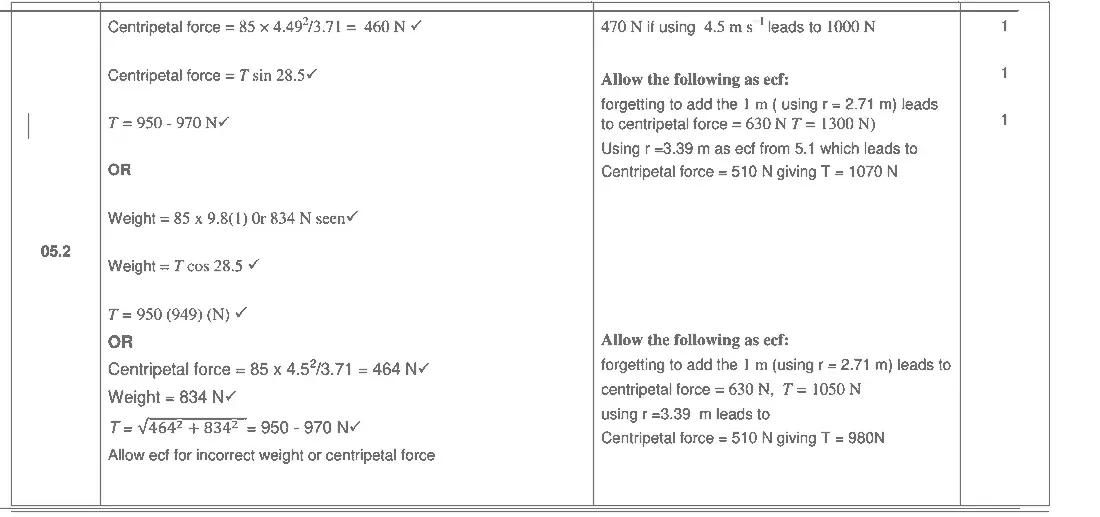 05.2
Centripetal force = 85 x 4.49²/3.71 = 460 N ✓
Centripetal force = T sin 28.5✓
T = 950 - 970 N✓
OR
Weight = 85 x 9.8(1) Or 834 N seen✓
Weight = T cos 28.5 ✓
T = 950 (949) (N) ✓
OR
Centripetal force = 85 x 4.5²/3.71 = 464 N✓
Weight = 834 N✓
T = √464² + 834² = 950 - 970 N✓
Allow ecf for incorrect weight or centripetal force
470 N if using 4.5 m s⁻¹ leads to 1000 N
Allow the following as ecf:
forgetting to add the 1 m ( using r = 2.71 m) leads
to centripetal force = 630 N T = 1300 N)
Using r =3.39 m as ecf from 5.1 which leads to
Centripetal force = 510 N giving T = 1070 N
Allow the following as ecf:
forgetting to add the 1 m (using r = 2.71 m) leads to
centripetal force = 630 N, T = 1050 N
using r =3.39 m leads to
Centripetal force = 510 N giving T = 980N
1
1
1